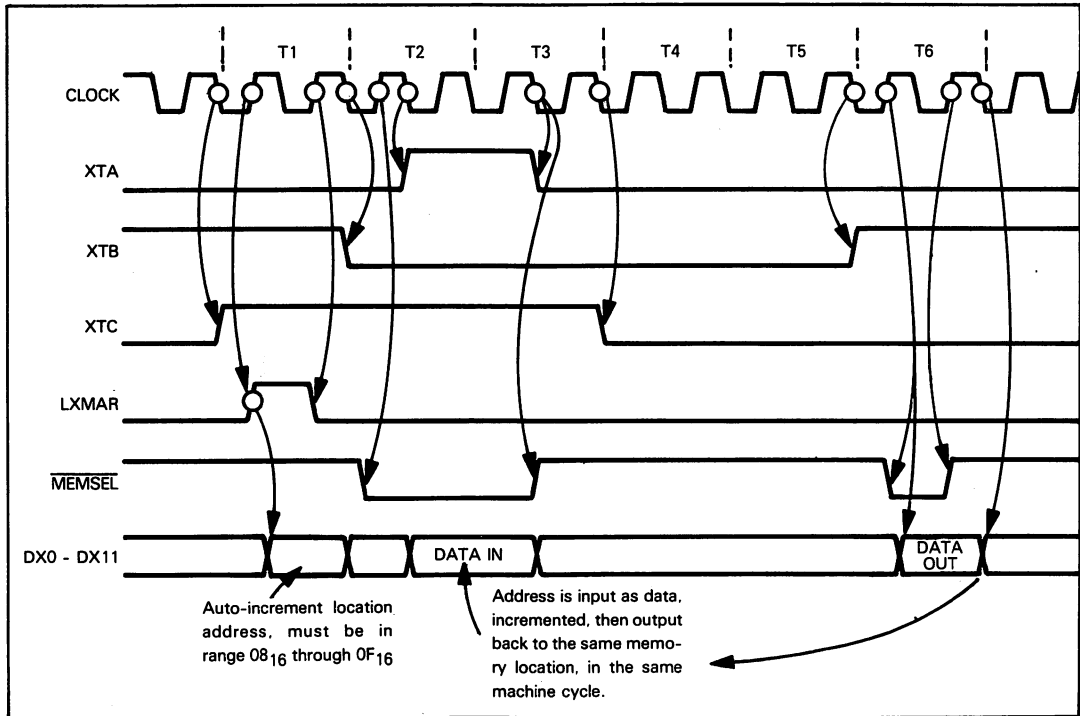 T1 T2 T3 T4 T5 T6
CLOCK
XTA
XTB
XTC
LXMAR
MEMSEL
DX0 - DX11
DATA IN
DATA
OUT
Auto-increment location
address, must be in
range 08₁₆ through 0F₁₆
Address is input as data,
incremented, then output
back to the same memo-
ry location, in the same
machine cycle.